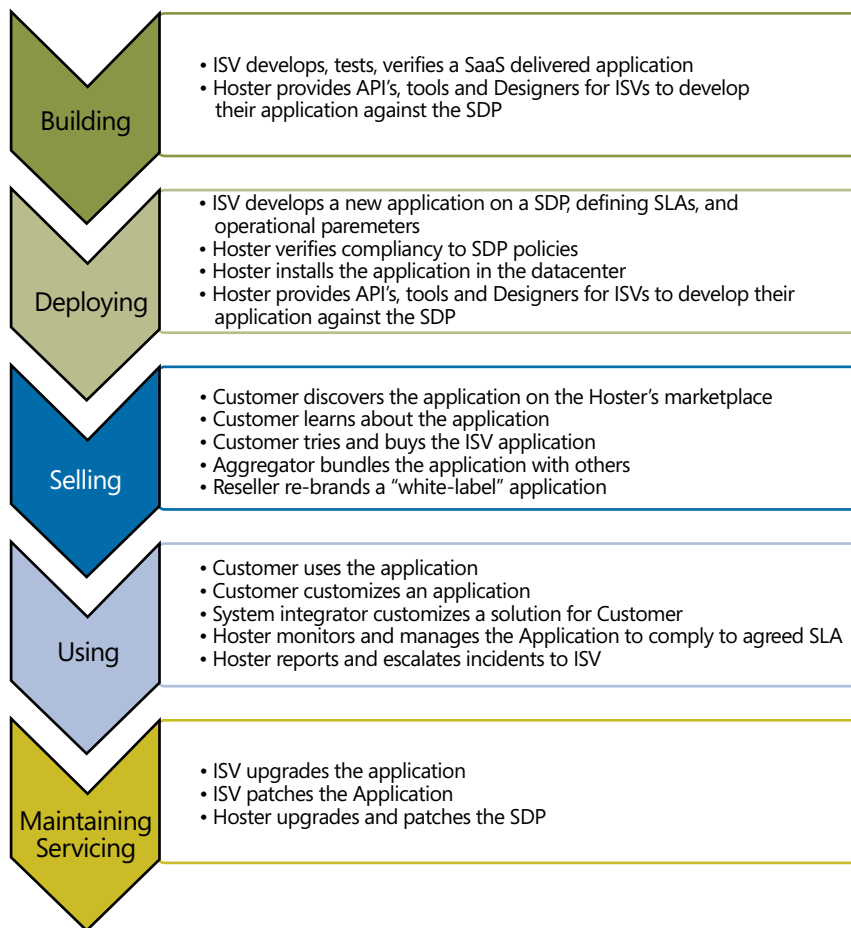 Building
• ISV develops, tests, verifies a SaaS delivered application
• Hoster provides API's, tools and Designers for ISVs to develop
their application against the SDP
Deploying
• ISV develops a new application on a SDP, defining SLAs, and
operational paremeters
• Hoster verifies compliancy to SDP policies
• Hoster installs the application in the datacenter
• Hoster provides API's, tools and Designers for ISVs to develop their
application against the SDP
Selling
• Customer discovers the application on the Hoster's marketplace
• Customer learns about the application
• Customer tries and buys the ISV application
• Aggregator bundles the application with others
• Reseller re-brands a “white-label” application
Using
• Customer uses the application
• Customer customizes an application
• System integrator customizes a solution for Customer
• Hoster monitors and manages the Application to comply to agreed SLA
• Hoster reports and escalates incidents to ISV
Maintaining
Servicing
• ISV upgrades the application
• ISV patches the Application
• Hoster upgrades and patches the SDP